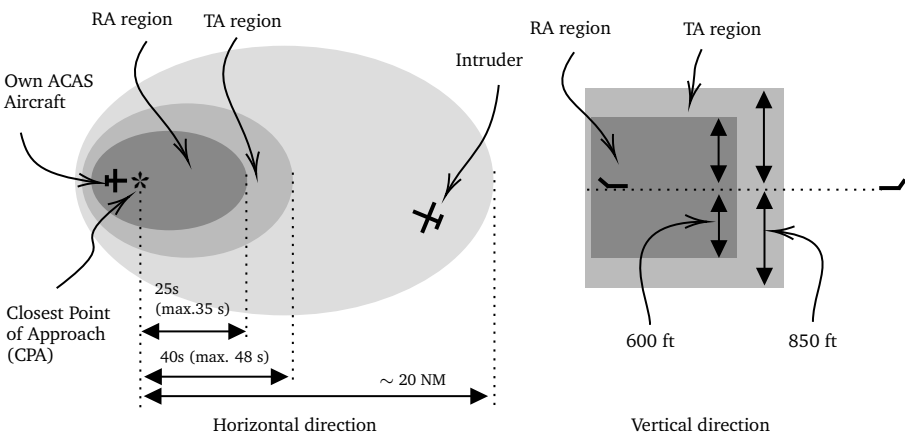 RA region
TA region
Own ACAS
Aircraft
Intruder
Closest Point
of Approach
(CPA)
25s
(max.35 s)
40s (max. 48 s)
∼ 20 NM
Horizontal direction
RA region
TA region
600 ft
850 ft
Vertical direction